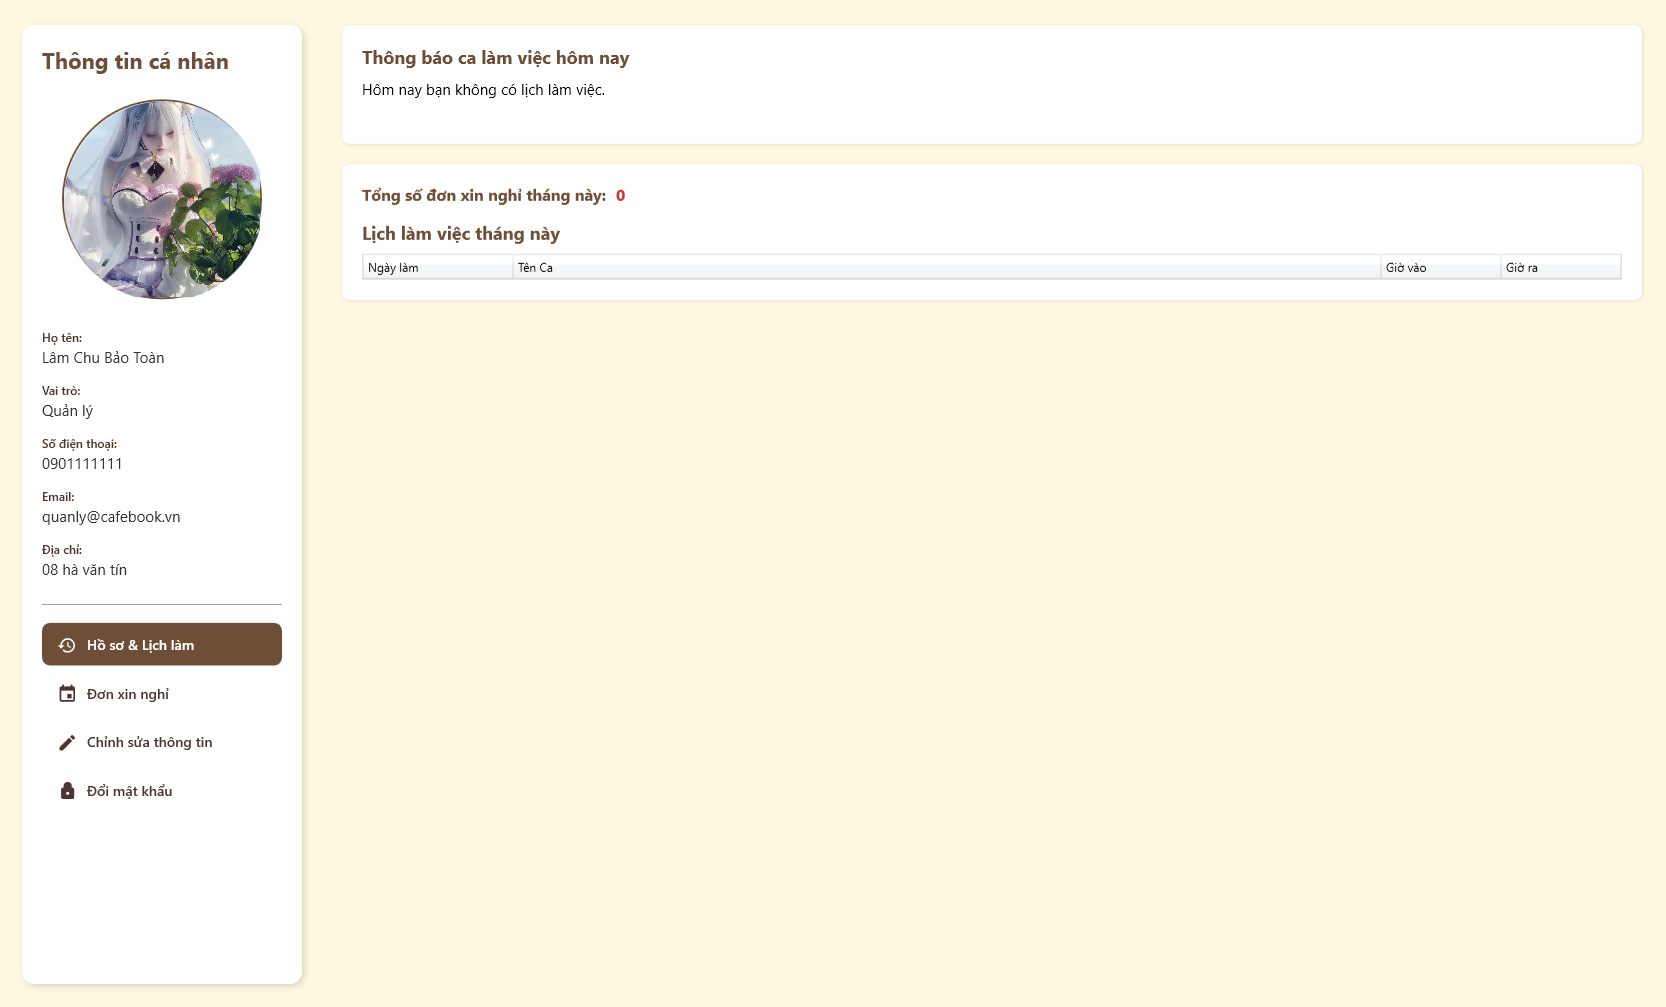 Thông tin cá nhân
Họ tên:
Lâm Chu Bảo Toàn
Vai trò:
Quản lý
Số điện thoại:
0901111111
Email:
quanly@cafebook.vn
Địa chỉ:
08 hà văn tín
Hồ sơ & Lịch làm
Đơn xin nghỉ
Chỉnh sửa thông tin
Đổi mật khẩu
Thông báo ca làm việc hôm nay
Hôm nay bạn không có lịch làm việc.
Tổng số đơn xin nghỉ tháng này: 0
Lịch làm việc tháng này
Ngày làm Tên Ca Giờ vào Giờ ra